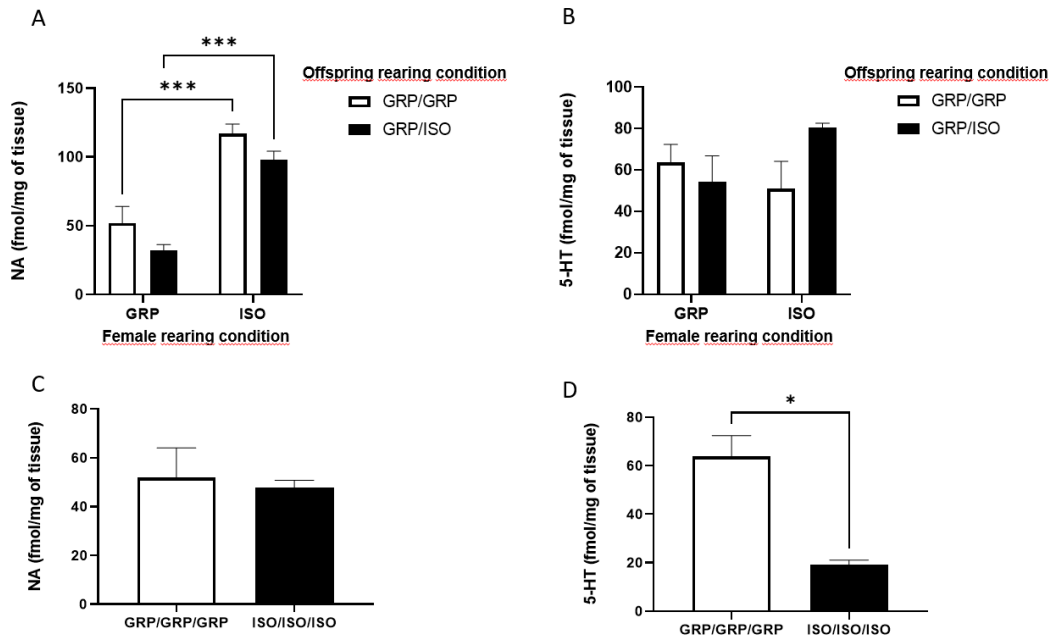 A
***
***
Offspring rearing condition
GRP/GRP
GRP/ISO
NA (fmol/mg of tissue)
150
100
50
0
GRP
ISO
Female rearing condition
B
Offspring rearing condition
GRP/GRP
GRP/ISO
5-HT (fmol/mg of tissue)
100
80
60
40
20
0
GRP
ISO
Female rearing condition
C
NA (fmol/mg of tissue)
80
60
40
20
0
GRP/GRP/GRP
ISO/ISO/ISO
D
*
5-HT (fmol/mg of tissue)
80
60
40
20
0
GRP/GRP/GRP
ISO/ISO/ISO